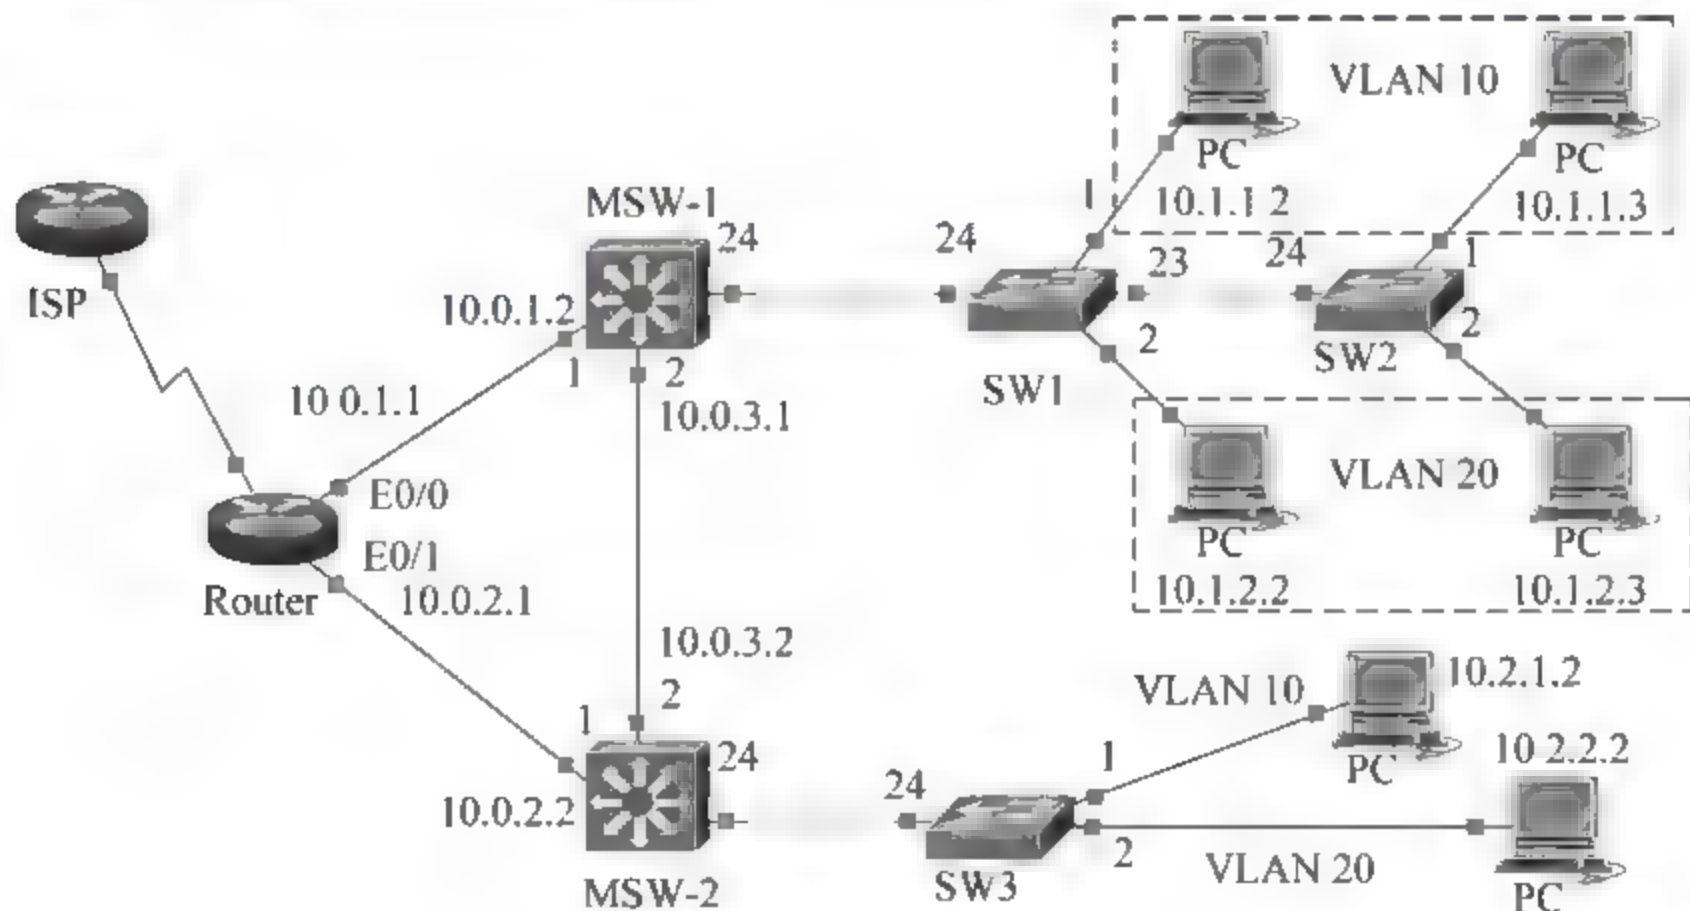 VLAN 10
PC
PC
10.1.1 2
10.1.1.3
MSW-1
24
24
1
23
24
1
ISP
10.0.1.2
1
2
10.0.3.1
2
SW1
2
SW2
10 0.1.1
E0/0
E0/1
Router
10.0.2.1
VLAN 20
PC
PC
10.1.2.2
10.1.2.3
10.0.3.2
2
1
24
10.0.2.2
MSW-2
24
SW3
VLAN 10
10.2.1.2
1
PC
10 2.2.2
2
VLAN 20
PC